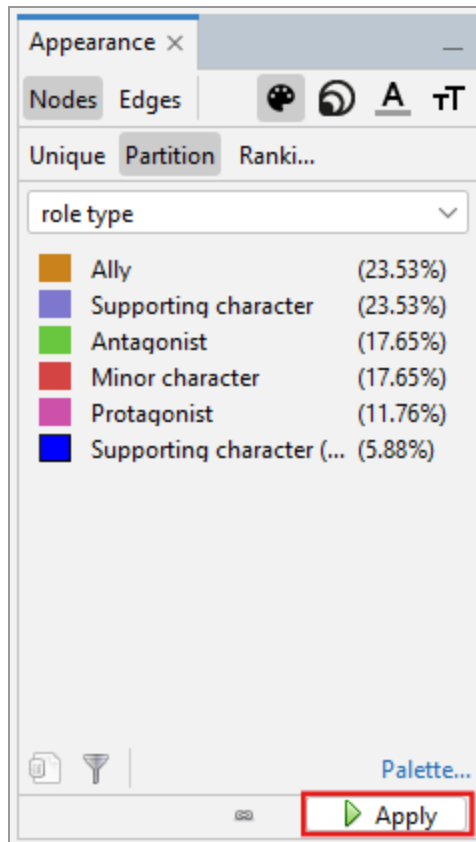 Appearance ×
Nodes Edges A TT
Unique Partition Ranki...
role type
Ally (23.53%)
Supporting character (23.53%)
Antagonist (17.65%)
Minor character (17.65%)
Protagonist (11.76%)
Supporting character (... (5.88%)
Palette...
Apply